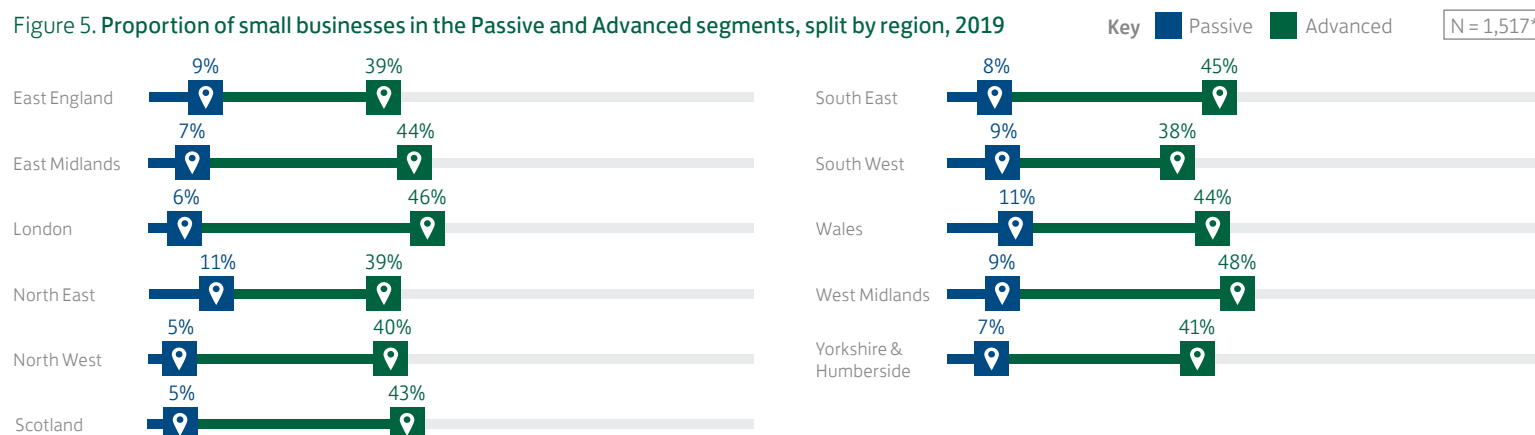 Figure 5. Proportion of small businesses in the Passive and Advanced segments, split by region, 2019
Key Passive Advanced
N = 1,517*
East England 9% 39%
East Midlands 7% 44%
London 6% 46%
North East 11% 39%
North West 5% 40%
Scotland 5% 43%
South East 8% 45%
South West 9% 38%
Wales 11% 44%
West Midlands 9% 48%
Yorkshire &
Humberside 7% 41%